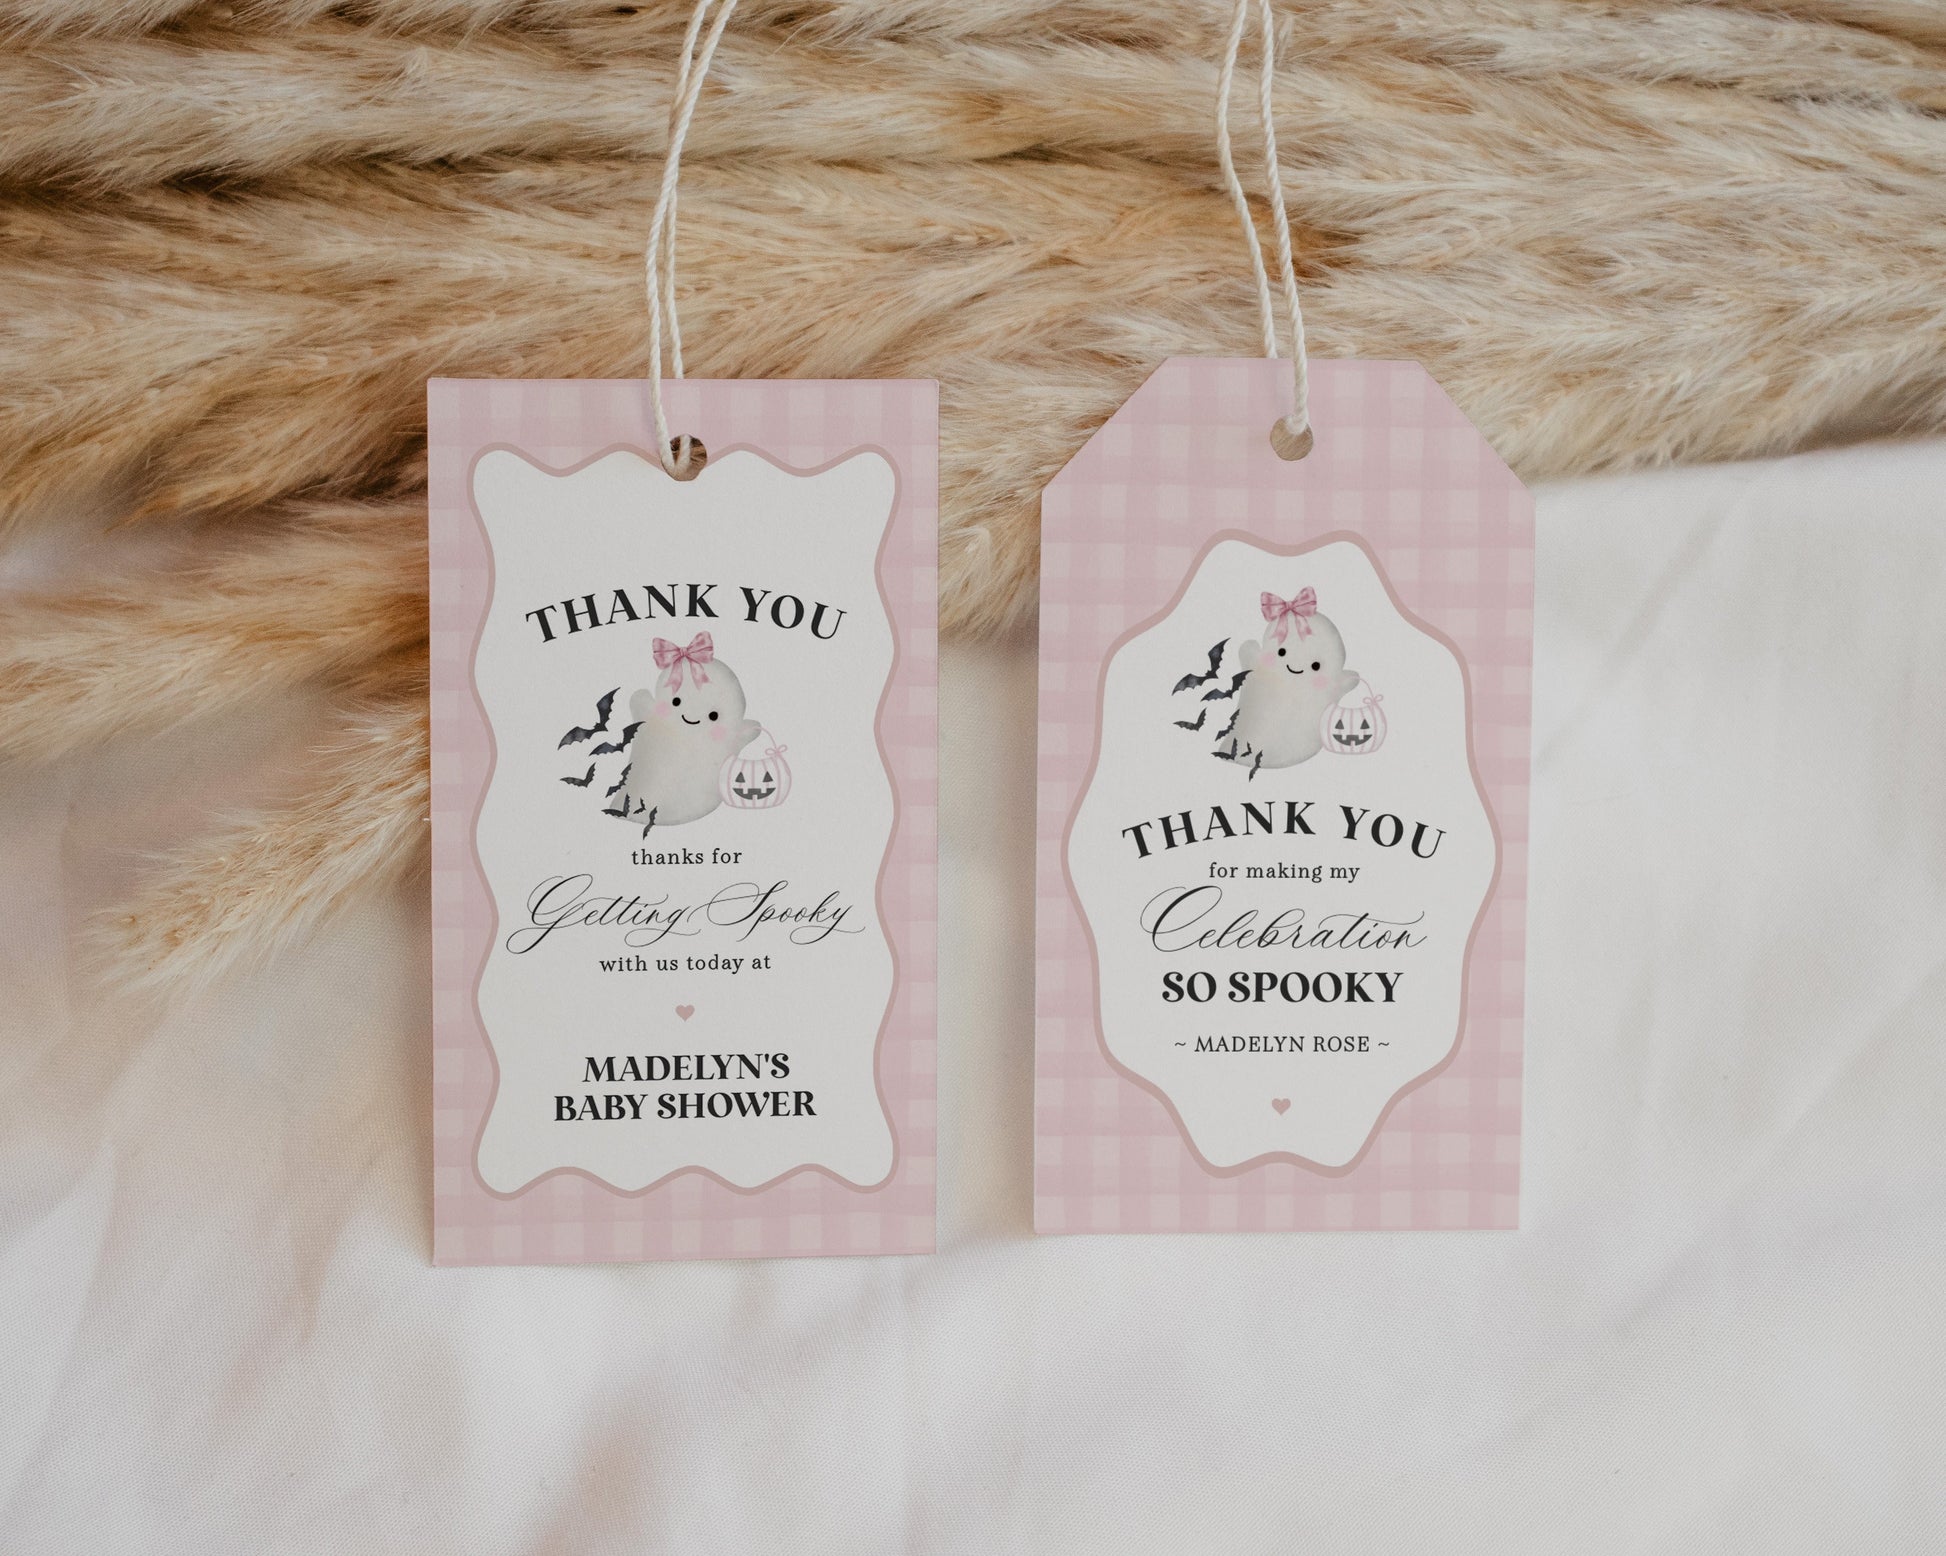 THANK YOU
thanks for
Getting Spooky
with us today at
MADELYN'S
BABY SHOWER
THANK YOU
for making my
Celebration
SO SPOOKY
~ MADELYN ROSE ~